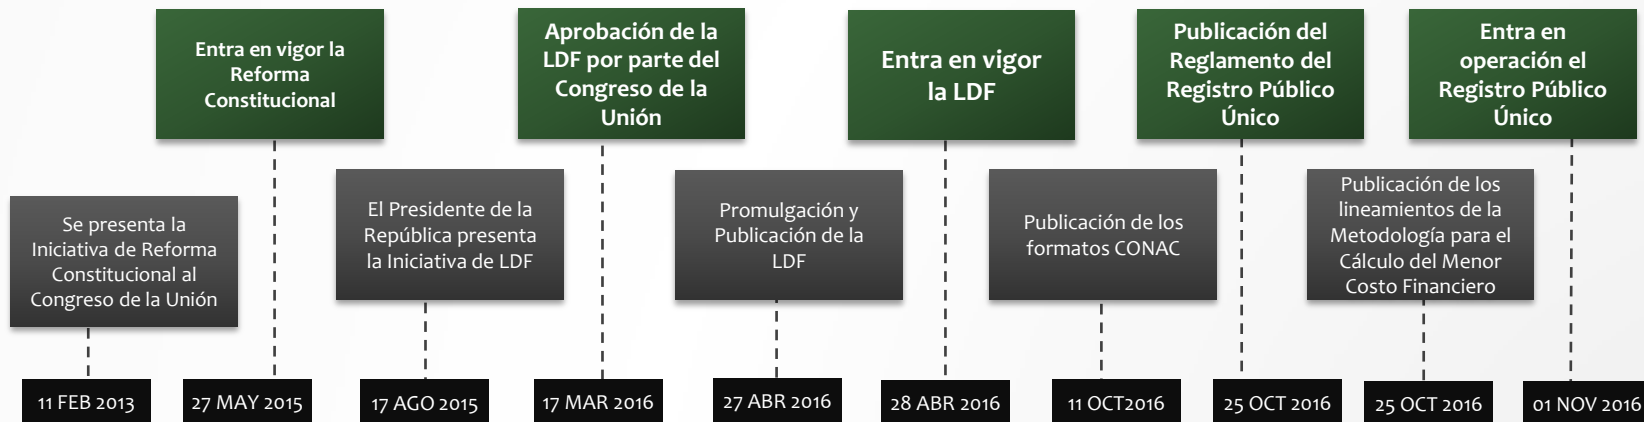 Entra en vigor la
Reforma
Constitucional
Aprobación de la
LDF por parte del
Congreso de la
Unión
Entra en vigor
la LDF
Publicación del
Reglamento del
Registro Público
Único
Entra en
operación el
Registro Público
Único
Se presenta la
Iniciativa de Reforma
Constitucional al
Congreso de la Unión
El Presidente de la
República presenta
la Iniciativa de LDF
Promulgación y
Publicación de la
LDF
Publicación de los
formatos CONAC
Publicación de los
lineamientos de la
Metodología para el
Cálculo del Menor
Costo Financiero
11 FEB 2013
27 MAY 2015
17 AGO 2015
17 MAR 2016
27 ABR 2016
28 ABR 2016
11 OCT2016
25 OCT 2016
25 OCT 2016
01 NOV 2016